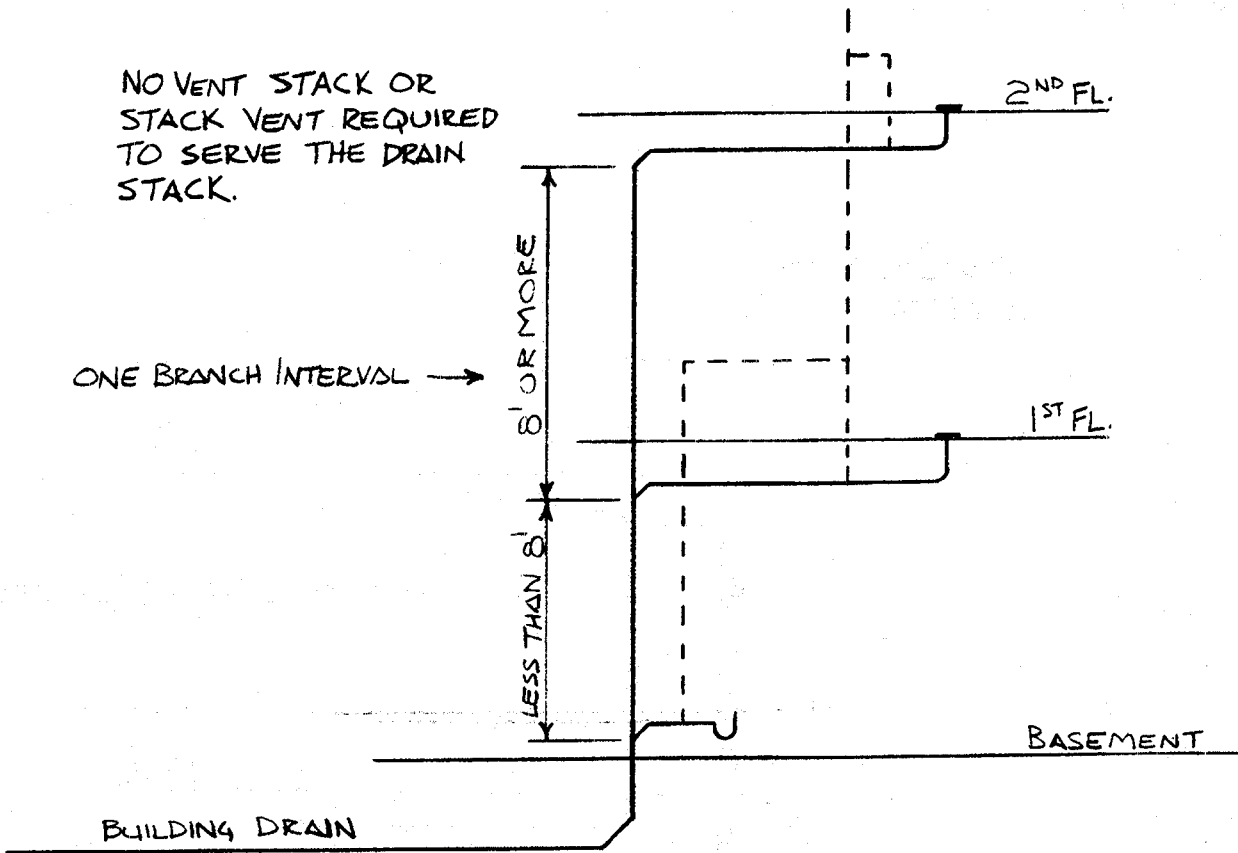 NO VENT STACK OR
STACK VENT REQUIRED
TO SERVE THE DRAIN
STACK.
2ND FL.
8' OR MORE
ONE BRANCH INTERVAL →
1ST FL.
LESS THAN 8'
BASEMENT
BUILDING DRAIN